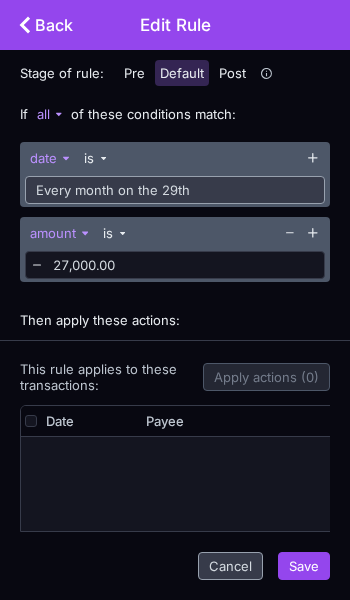 Back
Edit Rule
Stage of rule: Pre Default Post
If all of these conditions match:
date is
Every month on the 29th
amount is
− 27,000.00
Then apply these actions:
This rule applies to these
transactions:
Apply actions (0)
Date Payee
Cancel Save